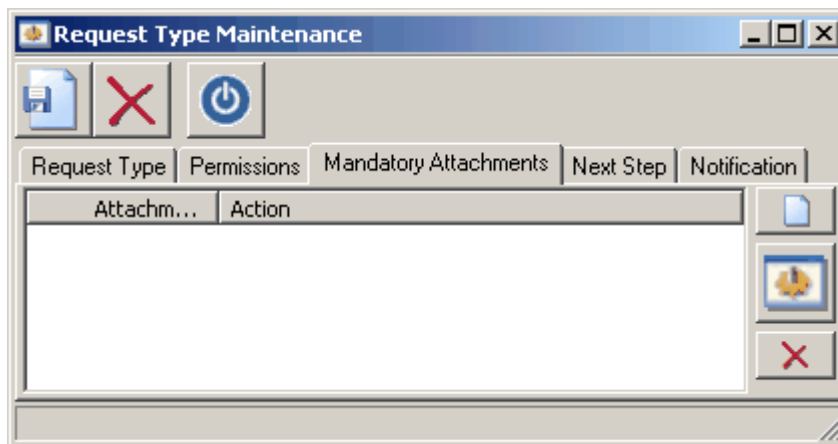 Request Type Maintenance
Request Type Permissions Mandatory Attachments Next Step Notification
Attachm... Action